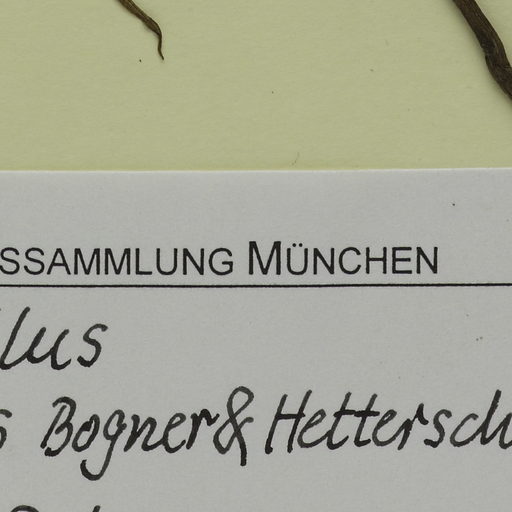 SSAMMLUNG MÜNCHEN
lus
s Bogner & Hettersch